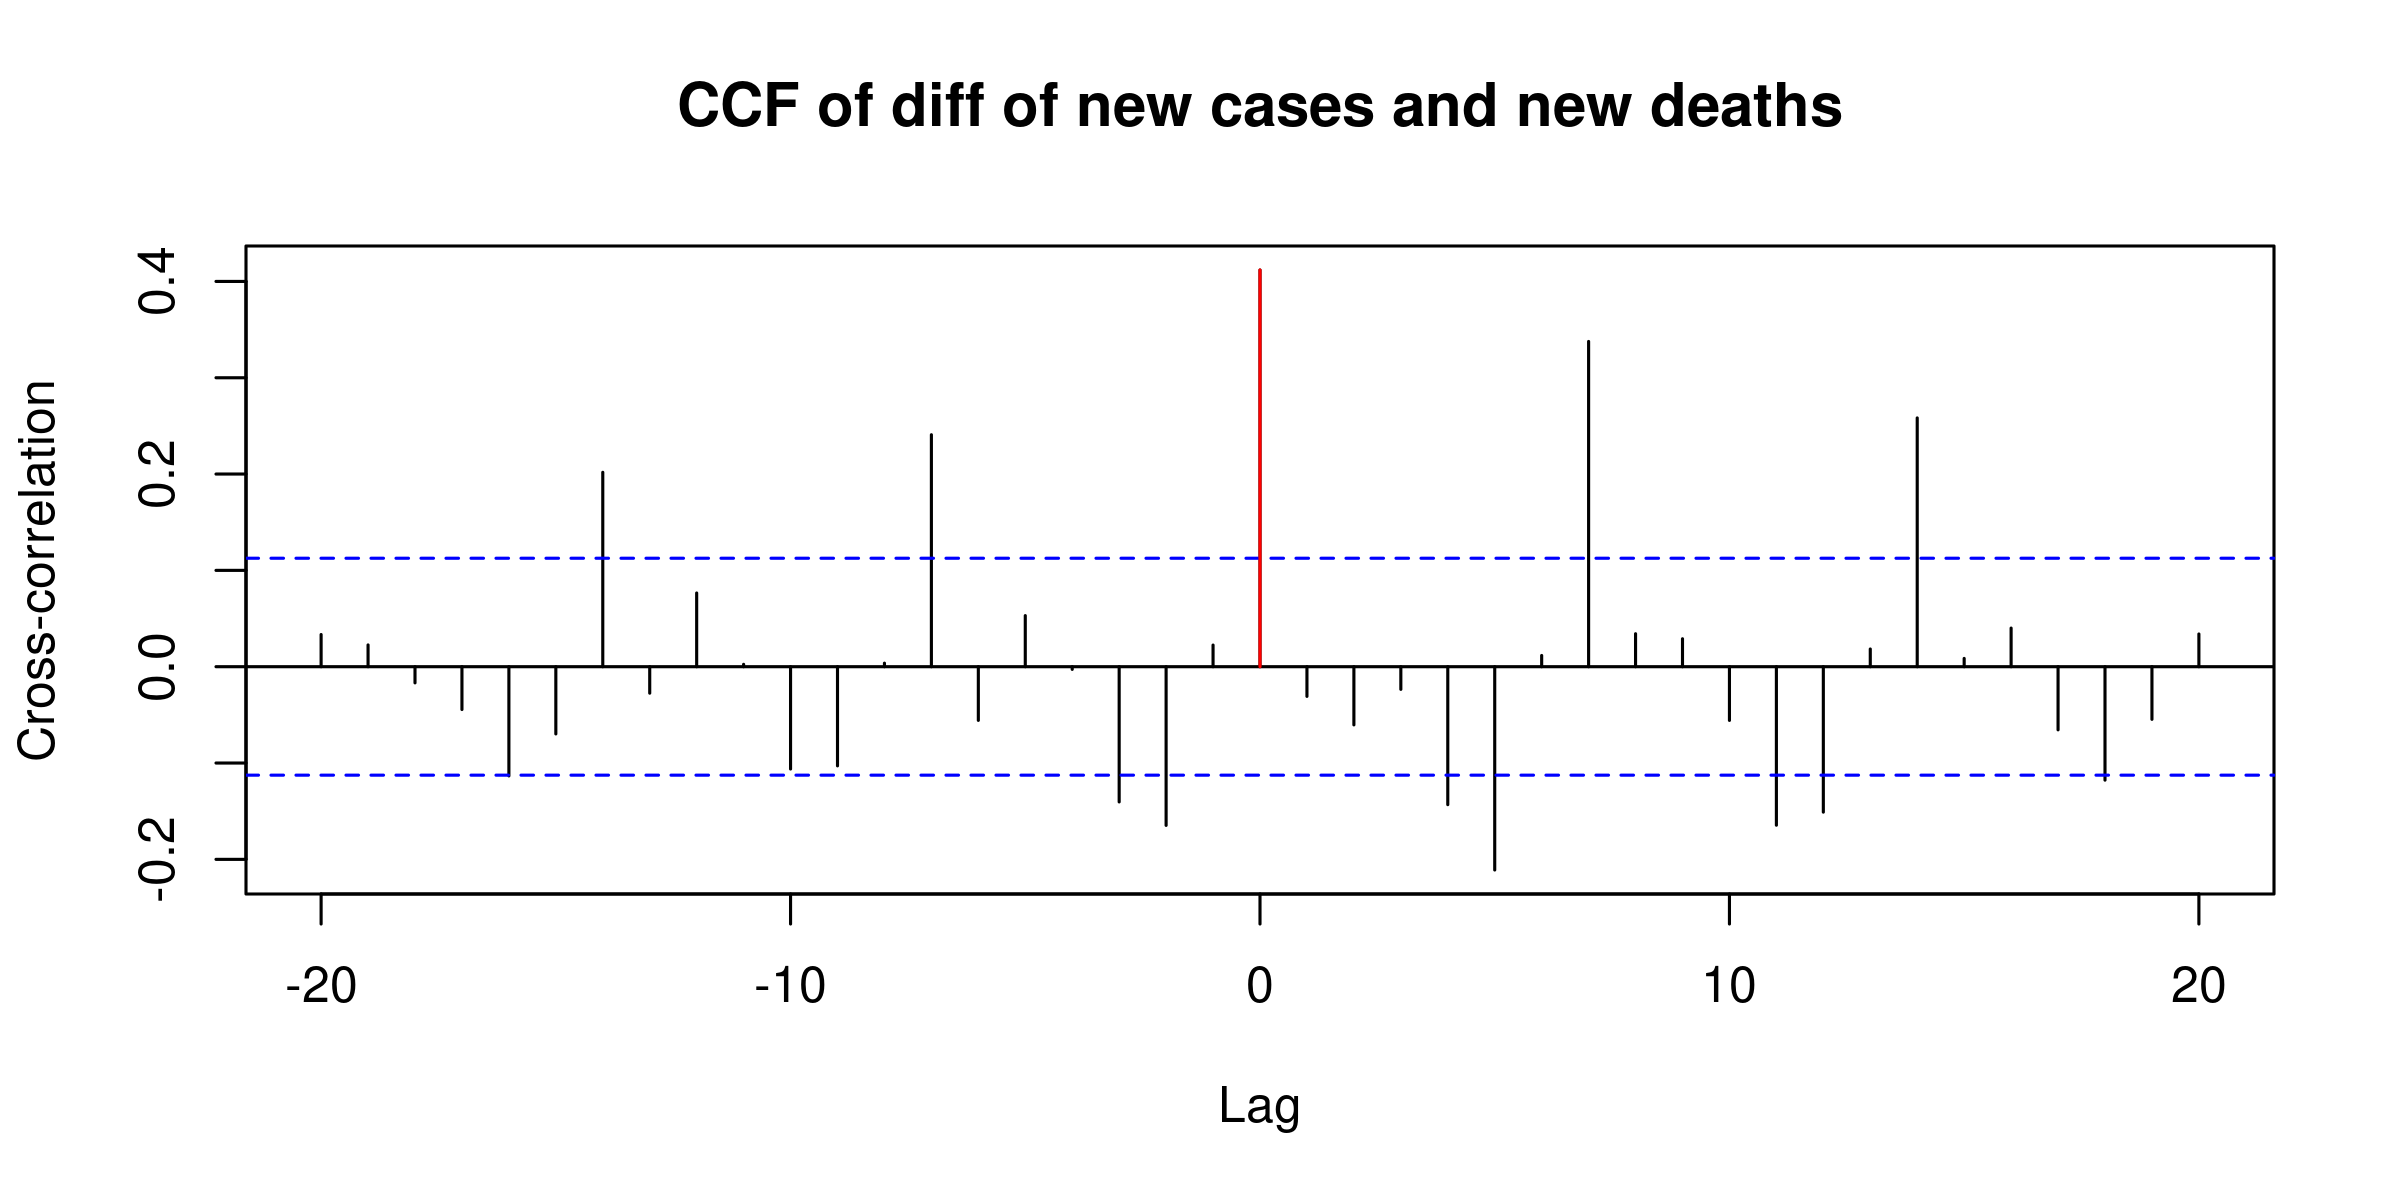 CCF of diff of new cases and new deaths
Cross-correlation
0.4
0.2
0.0
-0.2
-20 -10 0 10 20
Lag